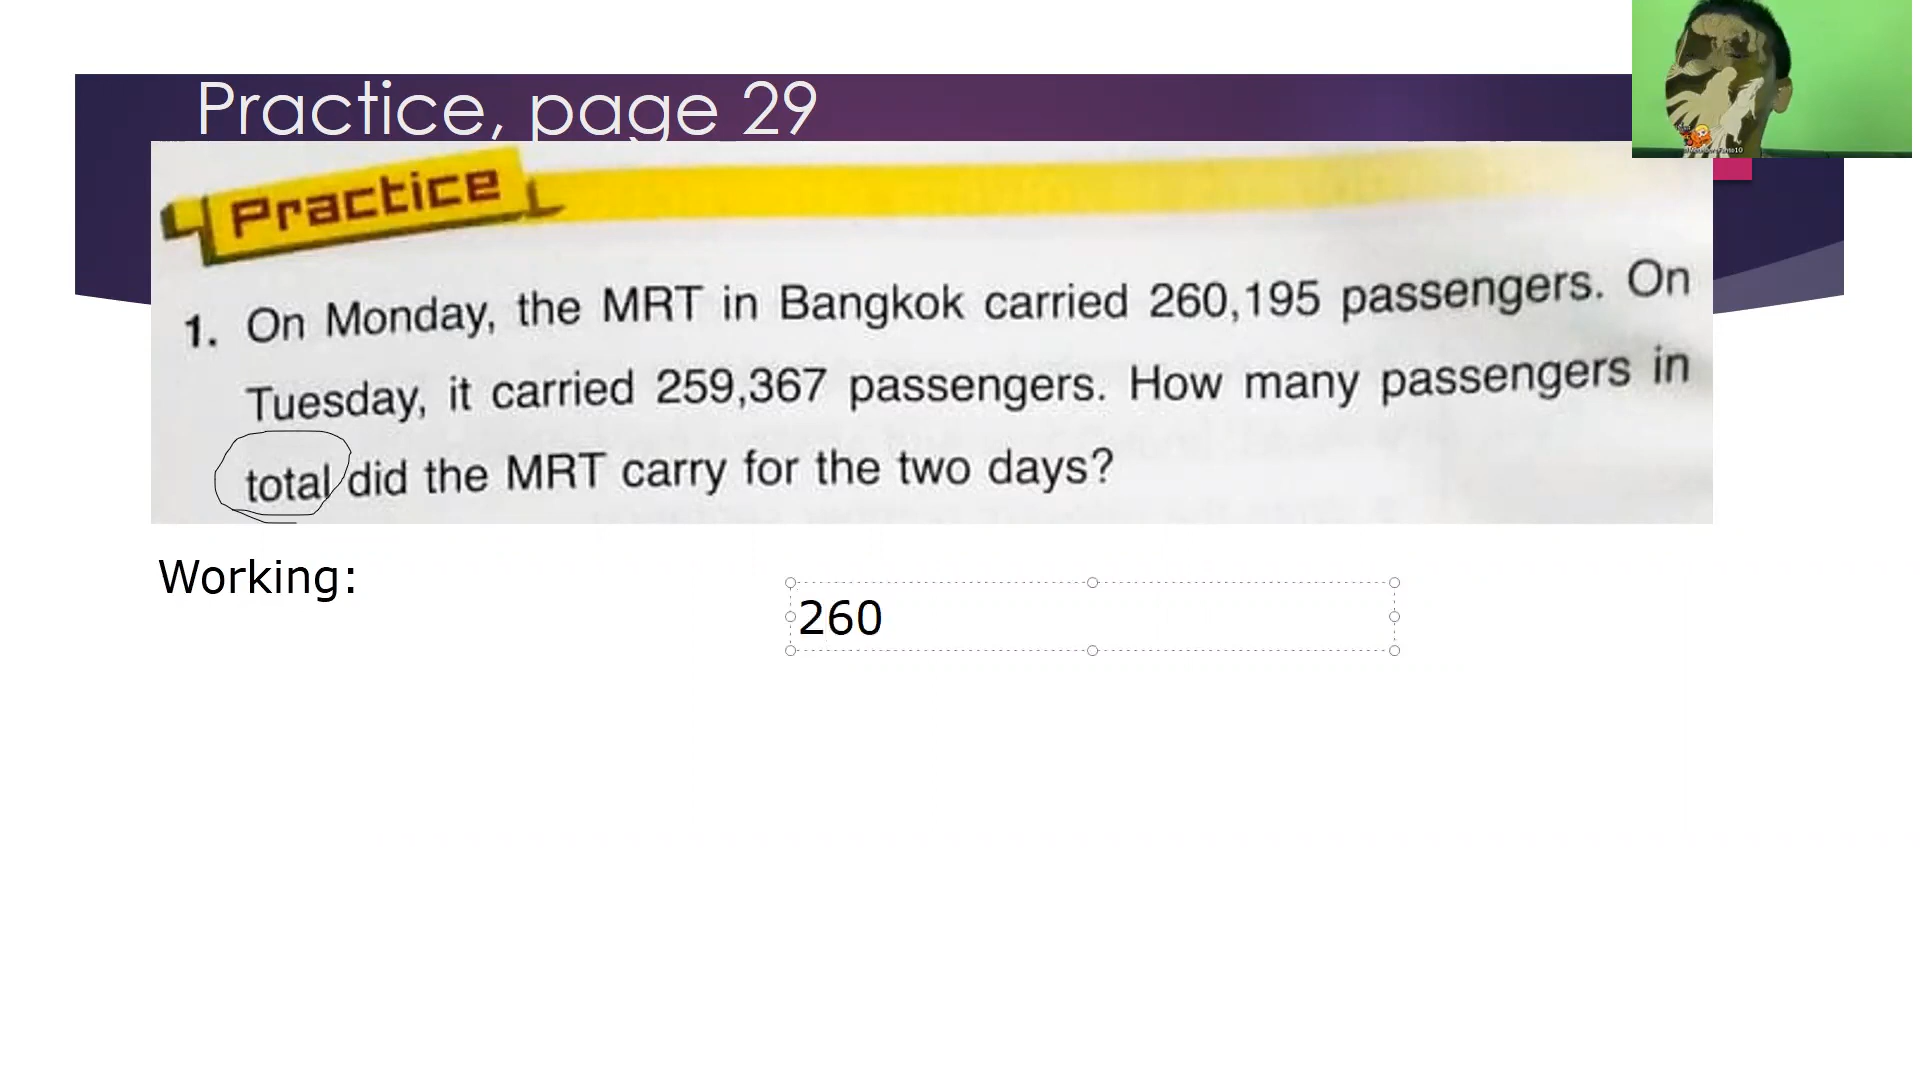 Practice, page 29
Practice
1. On Monday, the MRT in Bangkok carried 260,195 passengers. On
Tuesday, it carried 259,367 passengers. How many passengers in
total did the MRT carry for the two days?
Working:
260